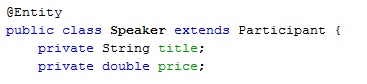 @Entity
public class Speaker extends Participant {
    private String title;
    private double price;